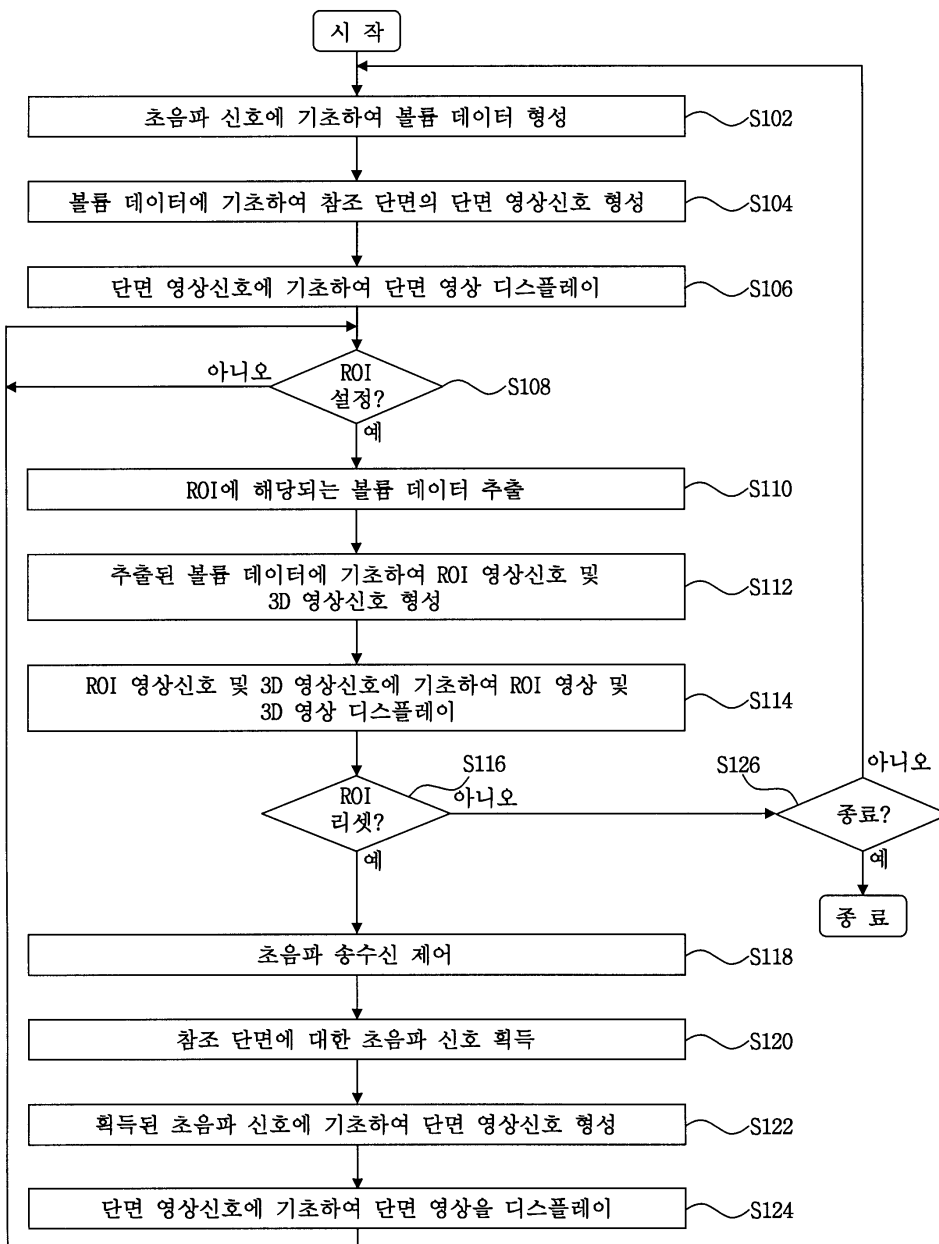 시 작
초음파 신호에 기초하여 볼륨 데이터 형성
S102
볼륨 데이터에 기초하여 참조 단면의 단면 영상신호 형성
S104
단면 영상신호에 기초하여 단면 영상 디스플레이
S106
아니오
ROI
설정?
S108
예
ROI에 해당되는 볼륨 데이터 추출
S110
추출된 볼륨 데이터에 기초하여 ROI 영상신호 및
3D 영상신호 형성
S112
ROI 영상신호 및 3D 영상신호에 기초하여 ROI 영상 및
3D 영상 디스플레이
S114
S116
ROI
리셋?
아니오
예
S126
아니오
종료?
예
종 료
초음파 송수신 제어
S118
참조 단면에 대한 초음파 신호 획득
S120
획득된 초음파 신호에 기초하여 단면 영상신호 형성
S122
단면 영상신호에 기초하여 단면 영상을 디스플레이
S124